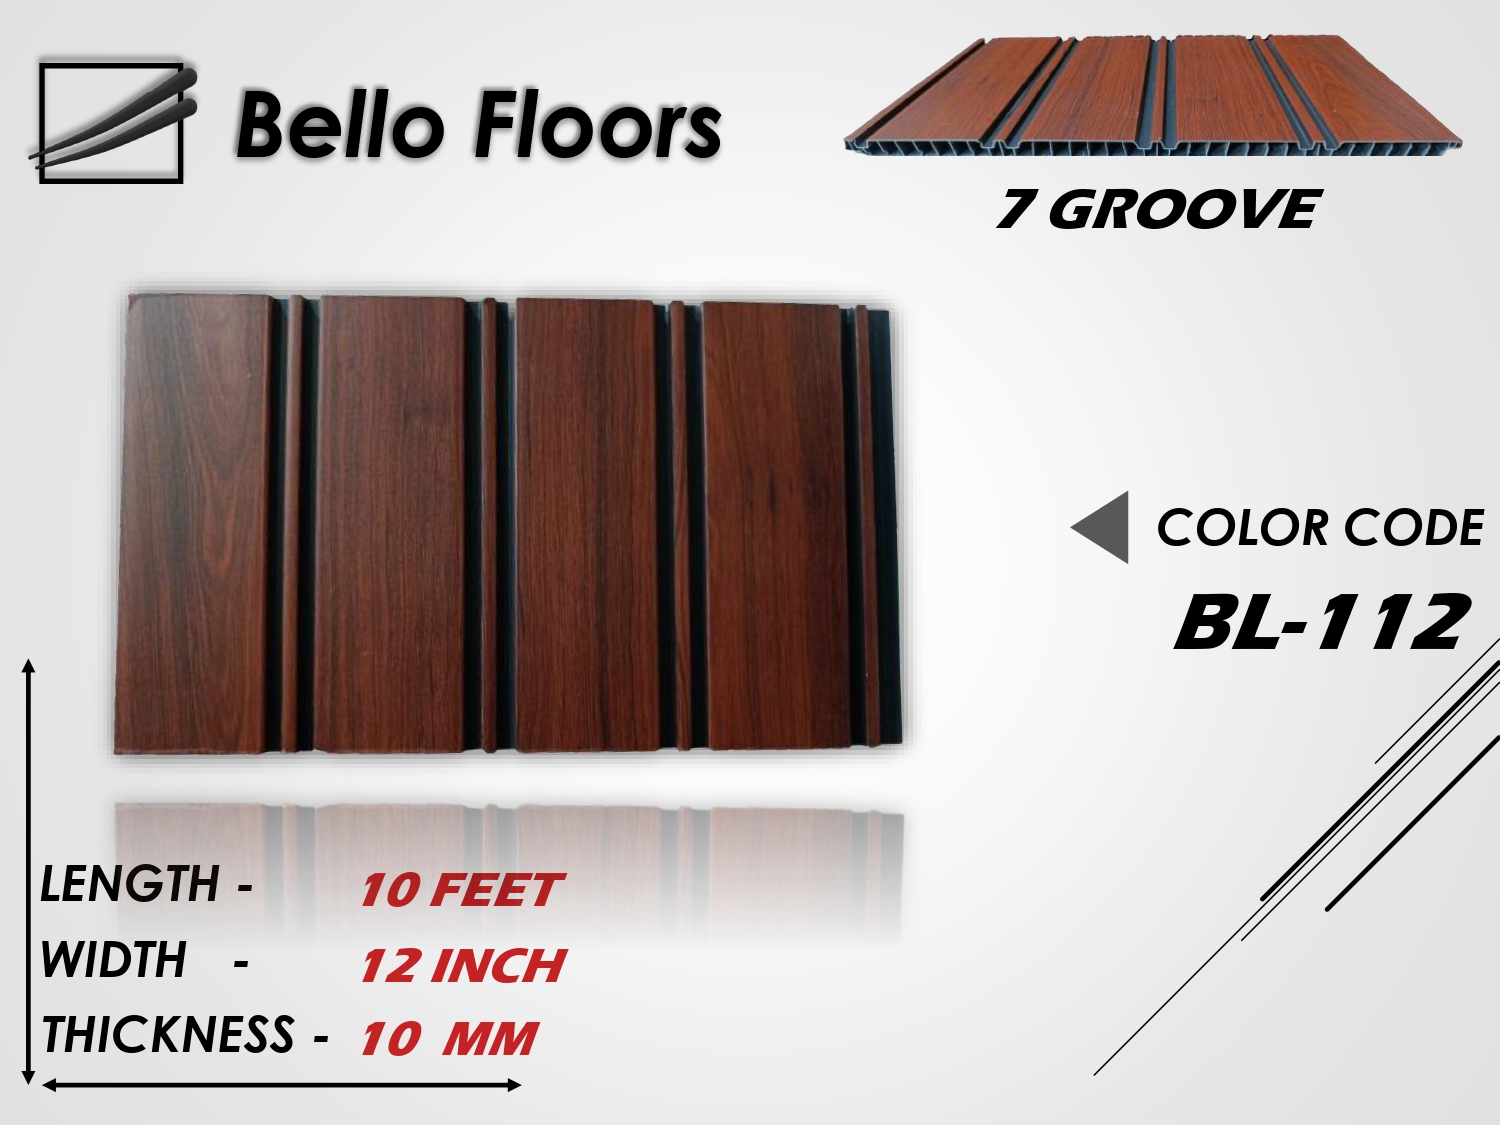 Bello Floors
7 GROOVE
COLOR CODE
BL-112
LENGTH - 10 FEET
WIDTH - 12 INCH
THICKNESS - 10 MM